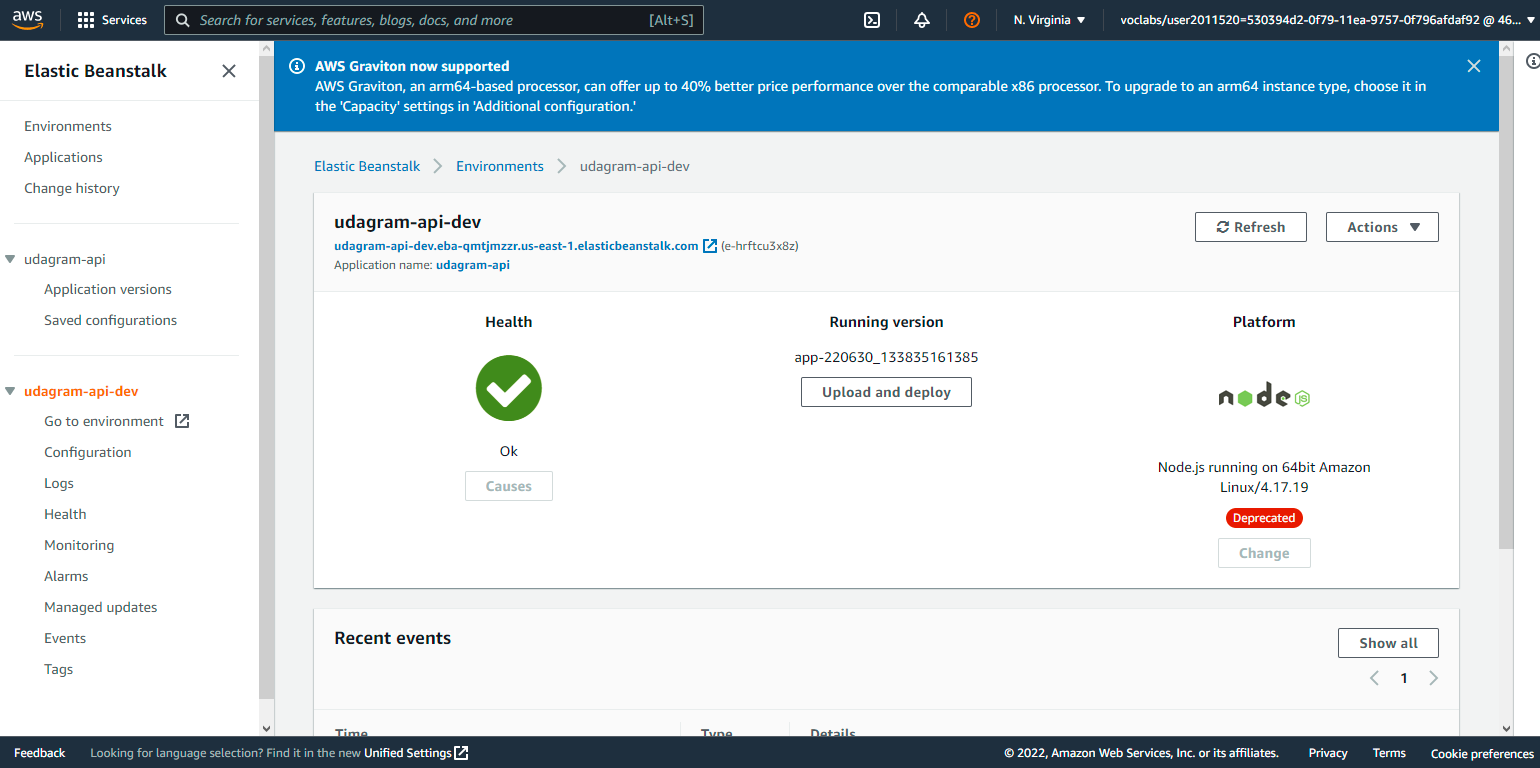 aws
Services
Search for services, features, blogs, docs, and more
[Alt+S]
N. Virginia
voclabs/user2011520=530394d2-0f79-11ea-9757-0f796afdaf92 @ 46...
Elastic Beanstalk
Environments
Applications
Change history
udagram-api
Application versions
Saved configurations
udagram-api-dev
Go to environment
Configuration
Logs
Health
Monitoring
Alarms
Managed updates
Events
Tags
AWS Graviton now supported
AWS Graviton, an arm64-based processor, can offer up to 40% better price performance over the comparable x86 processor. To upgrade to an arm64 instance type, choose it in
the 'Capacity' settings in 'Additional configuration.'
Elastic Beanstalk
Environments
udagram-api-dev
udagram-api-dev
udagram-api-dev.eba-qmtjmzzr.us-east-1.elasticbeanstalk.com (e-hrftcu3x8z)
Application name: udagram-api
Refresh
Actions
Health
Ok
Causes
Running version
app-220630_133835161385
Upload and deploy
Platform
node JS
Node.js running on 64bit Amazon
Linux/4.17.19
Deprecated
Change
Recent events
Show all
1
Time
Type
Details
Feedback
Looking for language selection? Find it in the new Unified Settings
© 2022, Amazon Web Services, Inc. or its affiliates.
Privacy
Terms
Cookie preferences